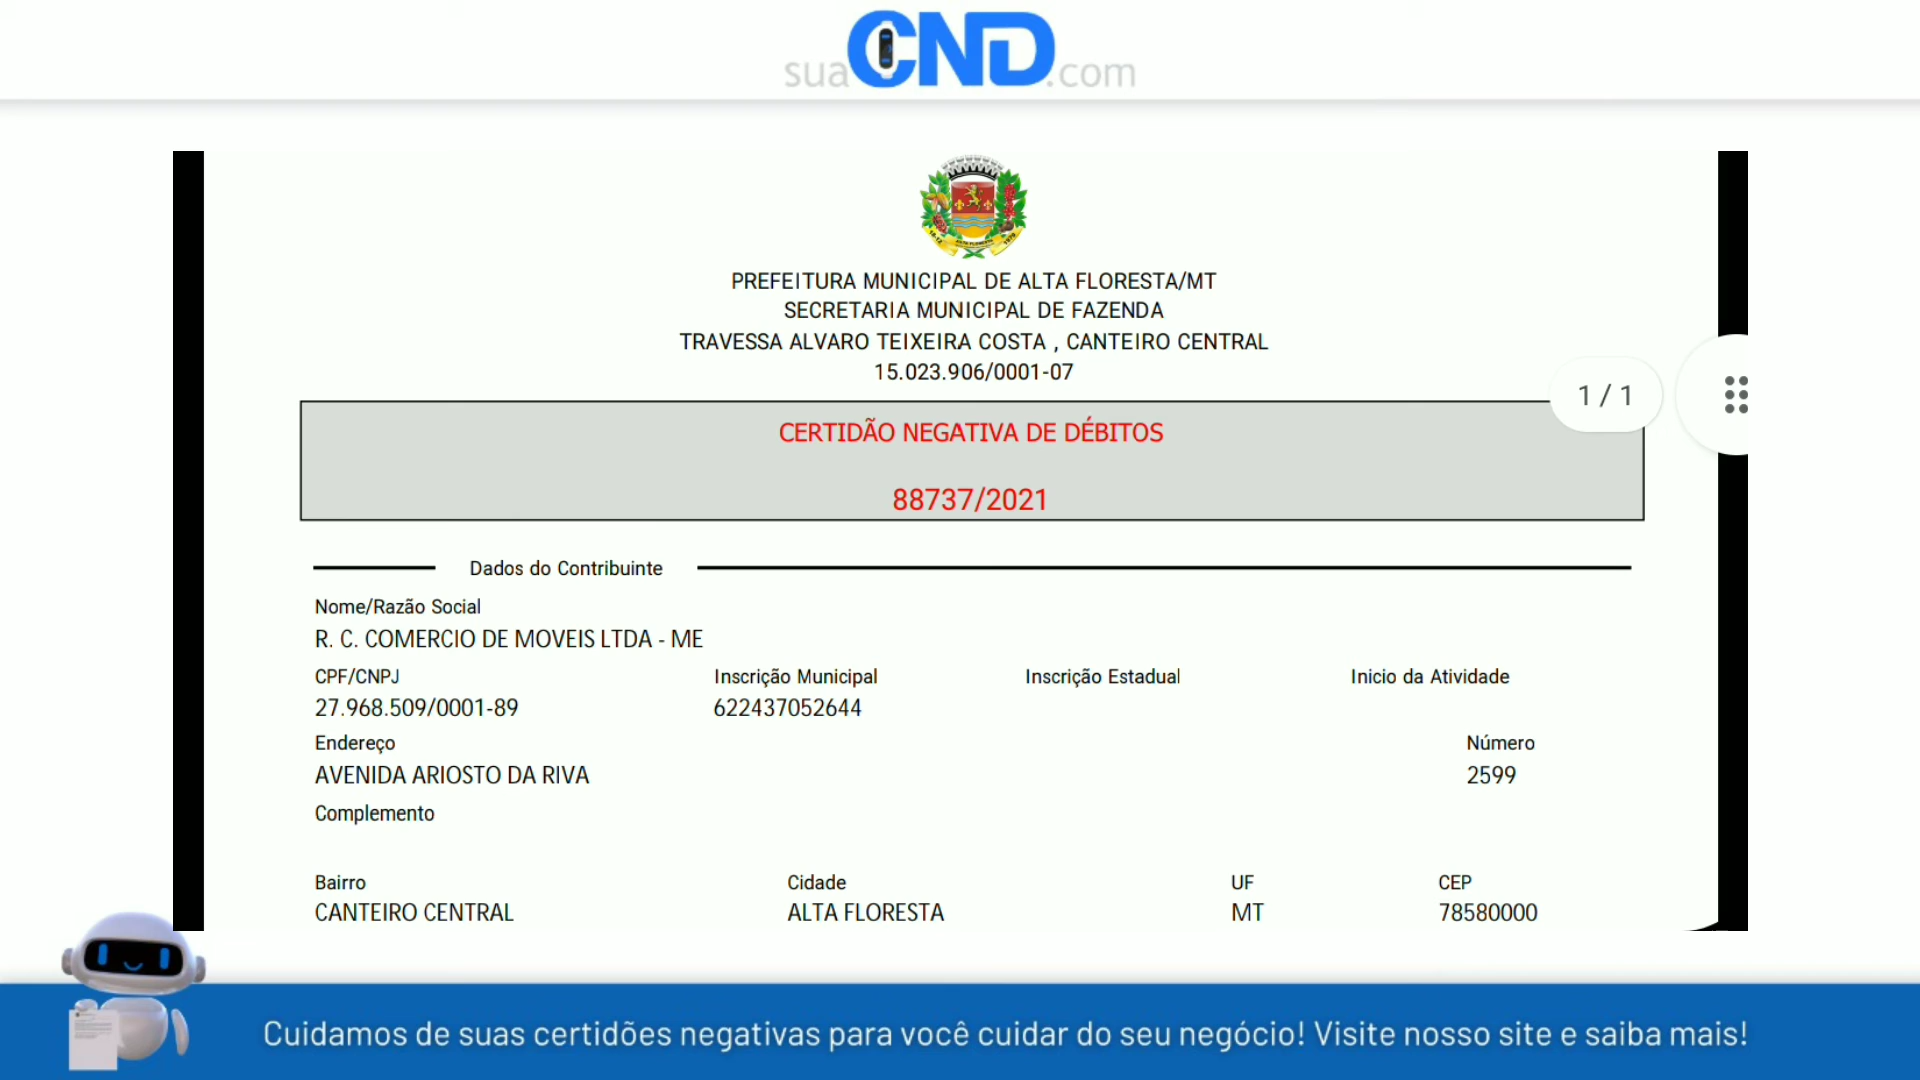 suaCND.com
PREFEITURA MUNICIPAL DE ALTA FLORESTA/MT
SECRETARIA MUNICIPAL DE FAZENDA
TRAVESSA ALVARO TEIXEIRA COSTA , CANTEIRO CENTRAL
15.023.906/0001-07
1 / 1
CERTIDÃO NEGATIVA DE DÉBITOS
88737/2021
Dados do Contribuinte
Nome/Razão Social
R. C. COMERCIO DE MOVEIS LTDA - ME
CPF/CNPJ Inscrição Municipal Inscrição Estadual Inicio da Atividade
27.968.509/0001-89 622437052644
Endereço Número
AVENIDA ARIOSTO DA RIVA 2599
Complemento
Bairro Cidade UF CEP
CANTEIRO CENTRAL ALTA FLORESTA MT 78580000
Cuidamos de suas certidões negativas para você cuidar do seu negócio! Visite nosso site e saiba mais!